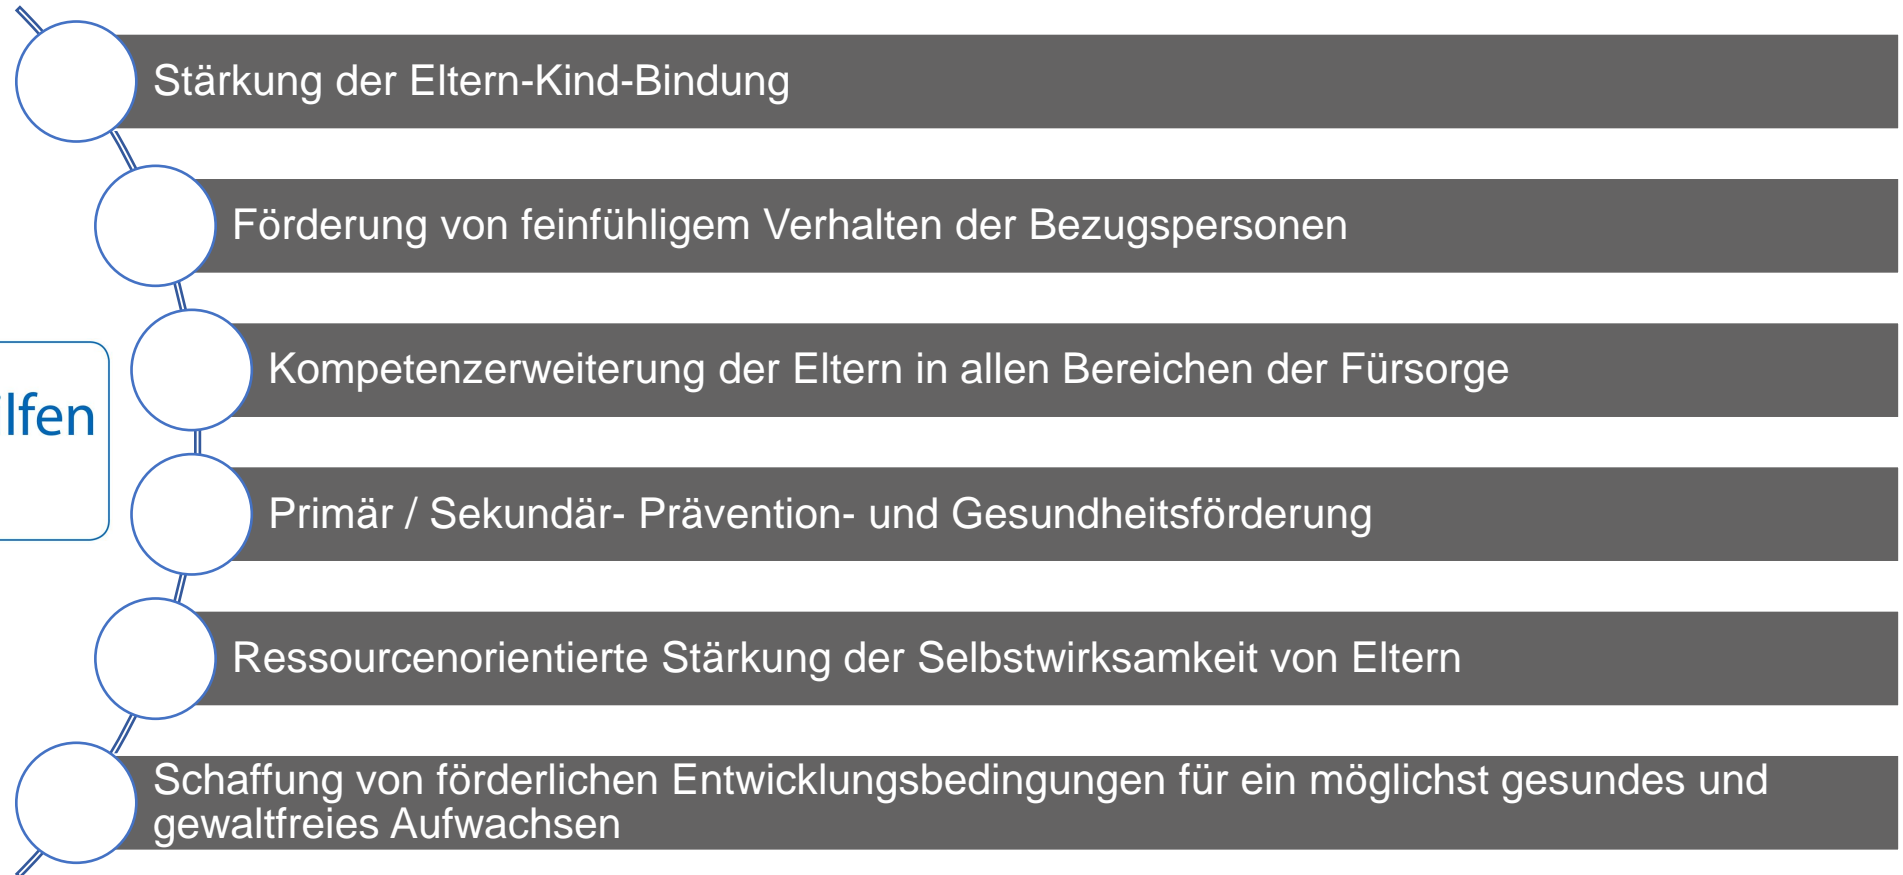 Stärkung der Eltern-Kind-Bindung
Förderung von feinfühligem Verhalten der Bezugspersonen
Kompetenzerweiterung der Eltern in allen Bereichen der Fürsorge
lfen
Primär / Sekundär- Prävention- und Gesundheitsförderung
Ressourcenorientierte Stärkung der Selbstwirksamkeit von Eltern
Schaffung von förderlichen Entwicklungsbedingungen für ein möglichst gesundes und
gewaltfreies Aufwachsen